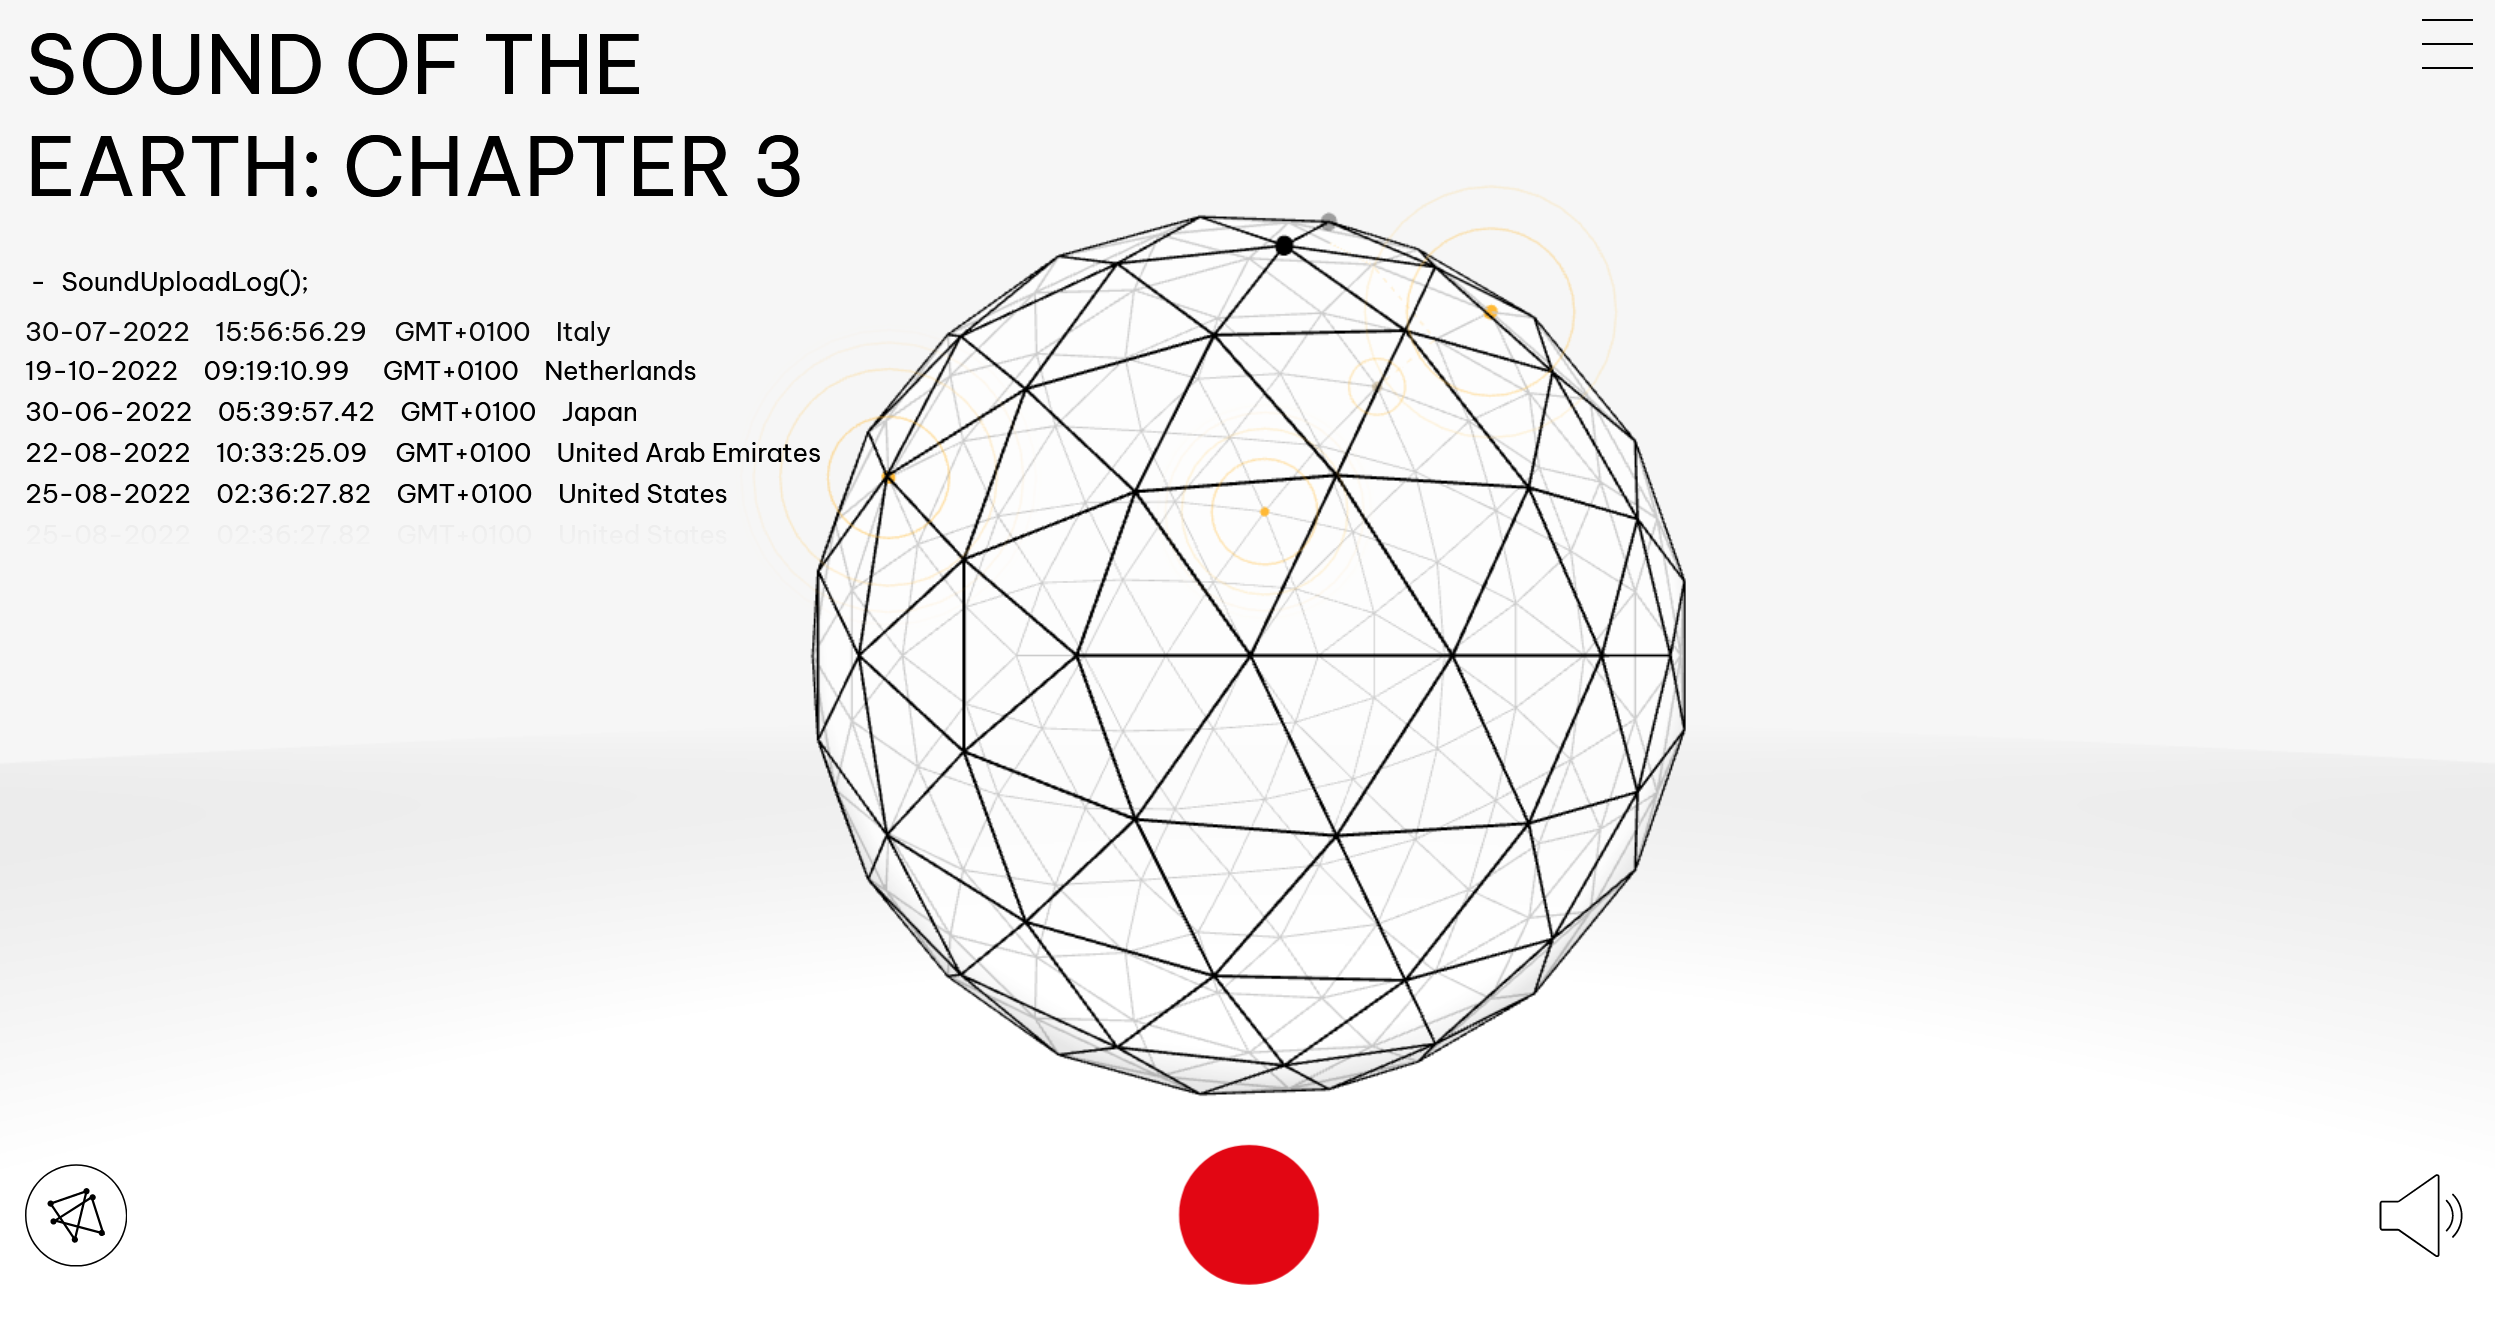 SOUND OF THE
EARTH: CHAPTER 3
- SoundUploadLog();
30-07-2022 15:56:56.29 GMT+0100 Italy
19-10-2022 09:19:10.99 GMT+0100 Netherlands
30-06-2022 05:39:57.42 GMT+0100 Japan
22-08-2022 10:33:25.09 GMT+0100 United Arab Emirates
25-08-2022 02:36:27.82 GMT+0100 United States
25-08-2022 02:36:27.82 GMT+0100 United States